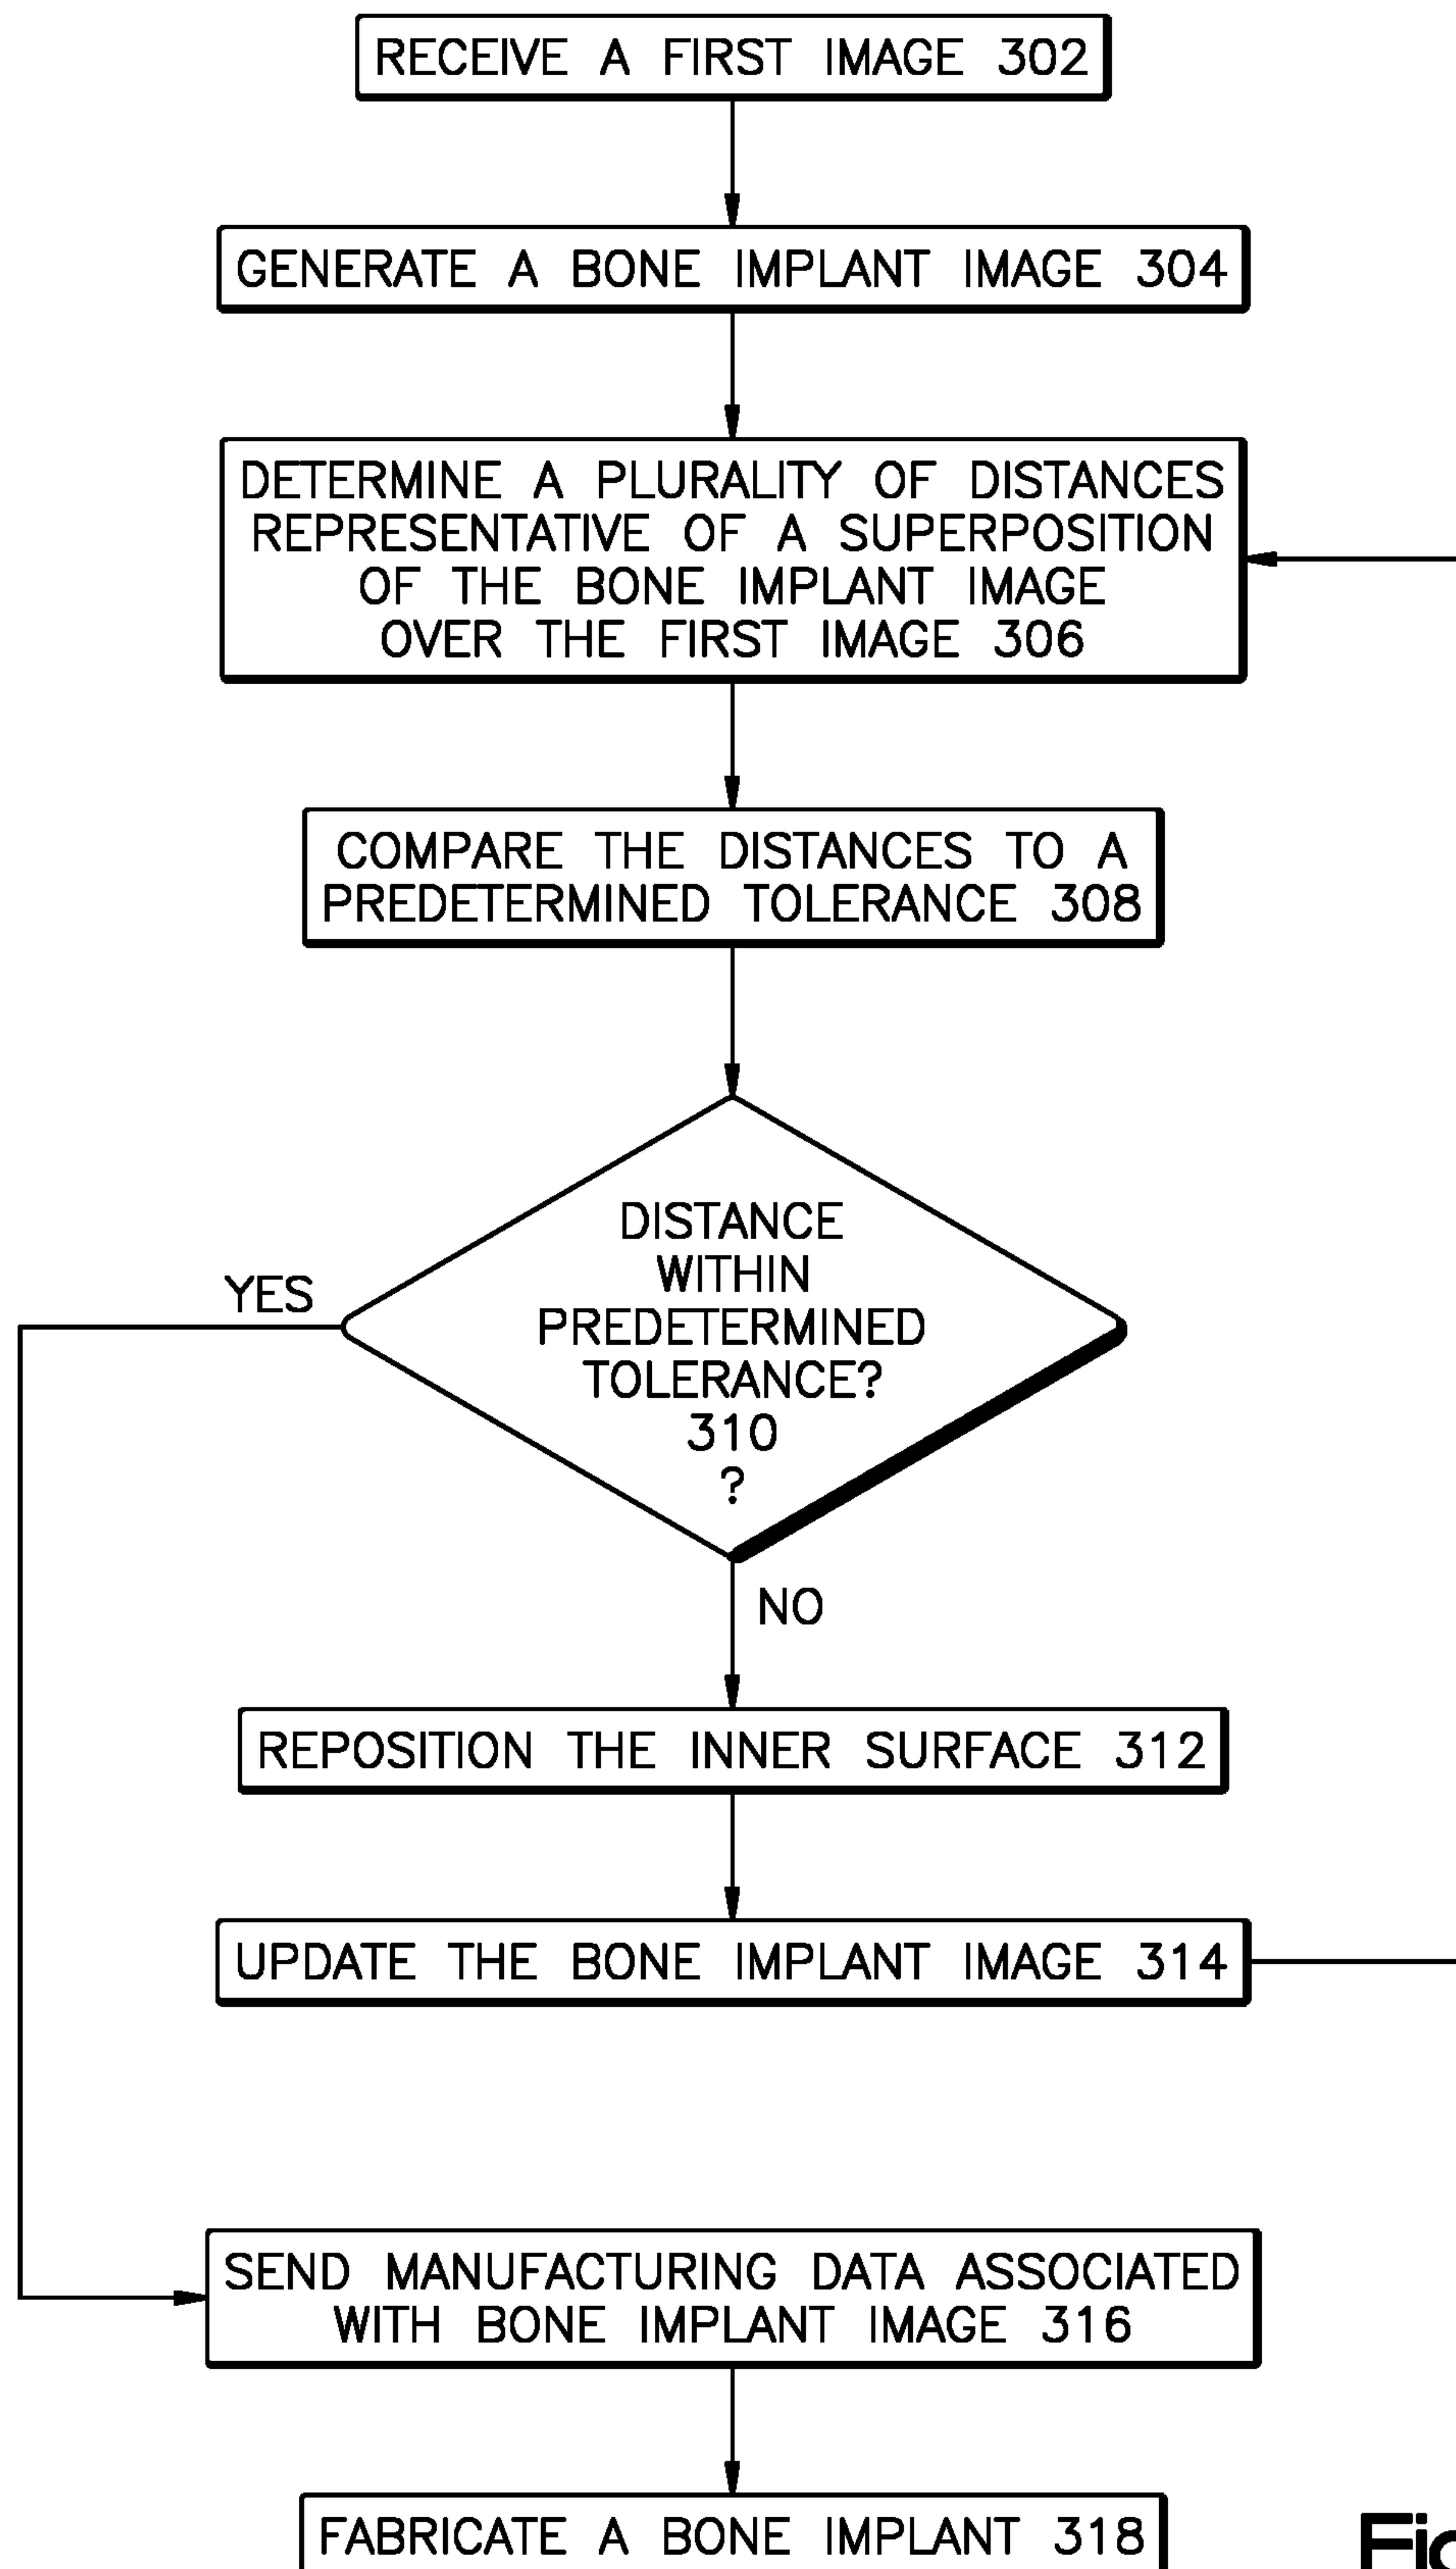 RECEIVE A FIRST IMAGE 302
GENERATE A BONE IMPLANT IMAGE 304
DETERMINE A PLURALITY OF DISTANCES
REPRESENTATIVE OF A SUPERPOSITION
OF THE BONE IMPLANT IMAGE
OVER THE FIRST IMAGE 306
COMPARE THE DISTANCES TO A
PREDETERMINED TOLERANCE 308
DISTANCE
WITHIN
PREDETERMINED
TOLERANCE?
310
?
YES
NO
REPOSITION THE INNER SURFACE 312
UPDATE THE BONE IMPLANT IMAGE 314
SEND MANUFACTURING DATA ASSOCIATED
WITH BONE IMPLANT IMAGE 316
FABRICATE A BONE IMPLANT 318